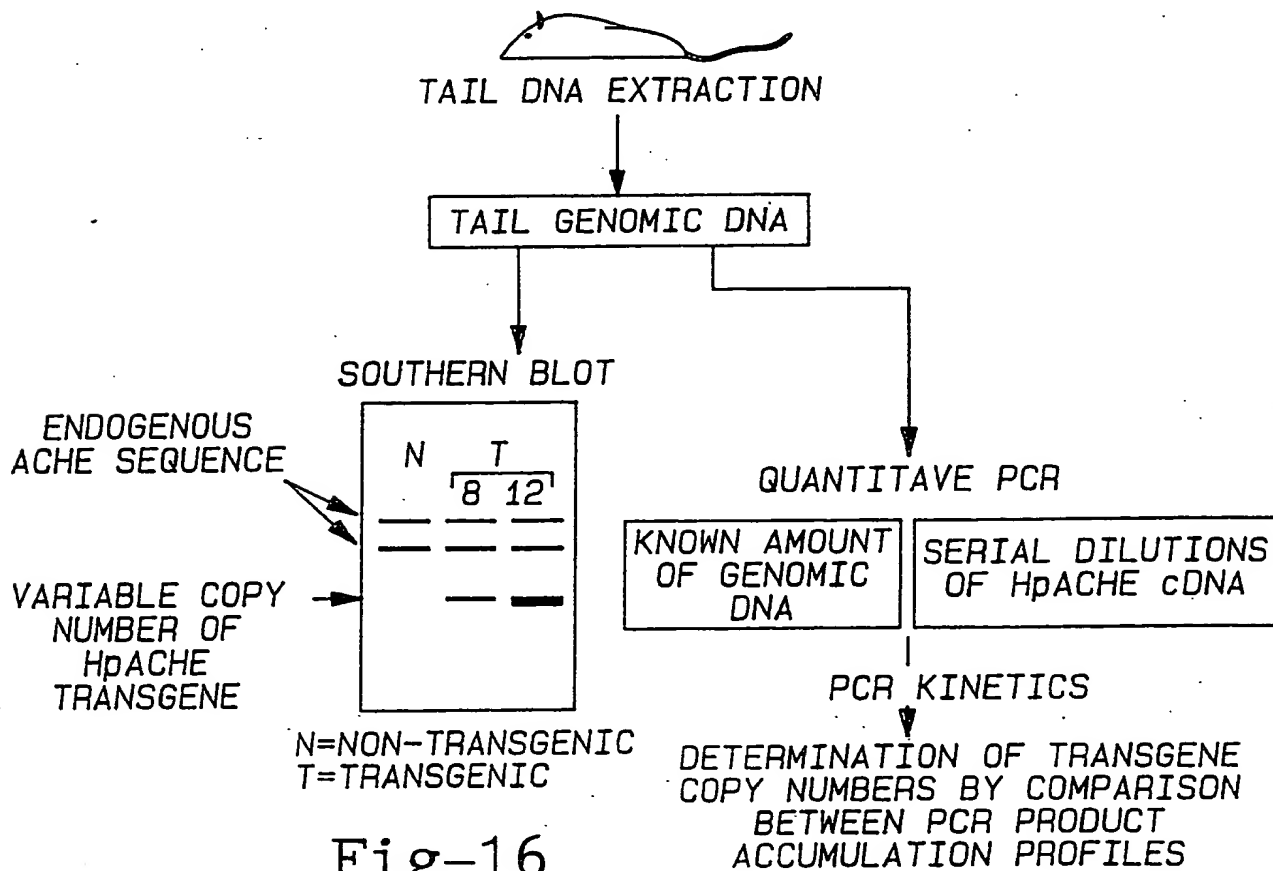 TAIL DNA EXTRACTION
TAIL GENOMIC DNA
SOUTHERN BLOT
ENDOGENOUS
ACHE SEQUENCE
N T
8 12
VARIABLE COPY
NUMBER OF
HpACHE
TRANSGENE
N=NON-TRANSGENIC
T=TRANSGENIC
QUANTITAVE PCR
KNOWN AMOUNT
OF GENOMIC
DNA
SERIAL DILUTIONS
OF HpACHE cDNA
PCR KINETICS
DETERMINATION OF TRANSGENE
COPY NUMBERS BY COMPARISON
BETWEEN PCR PRODUCT
ACCUMULATION PROFILES
Fig-16